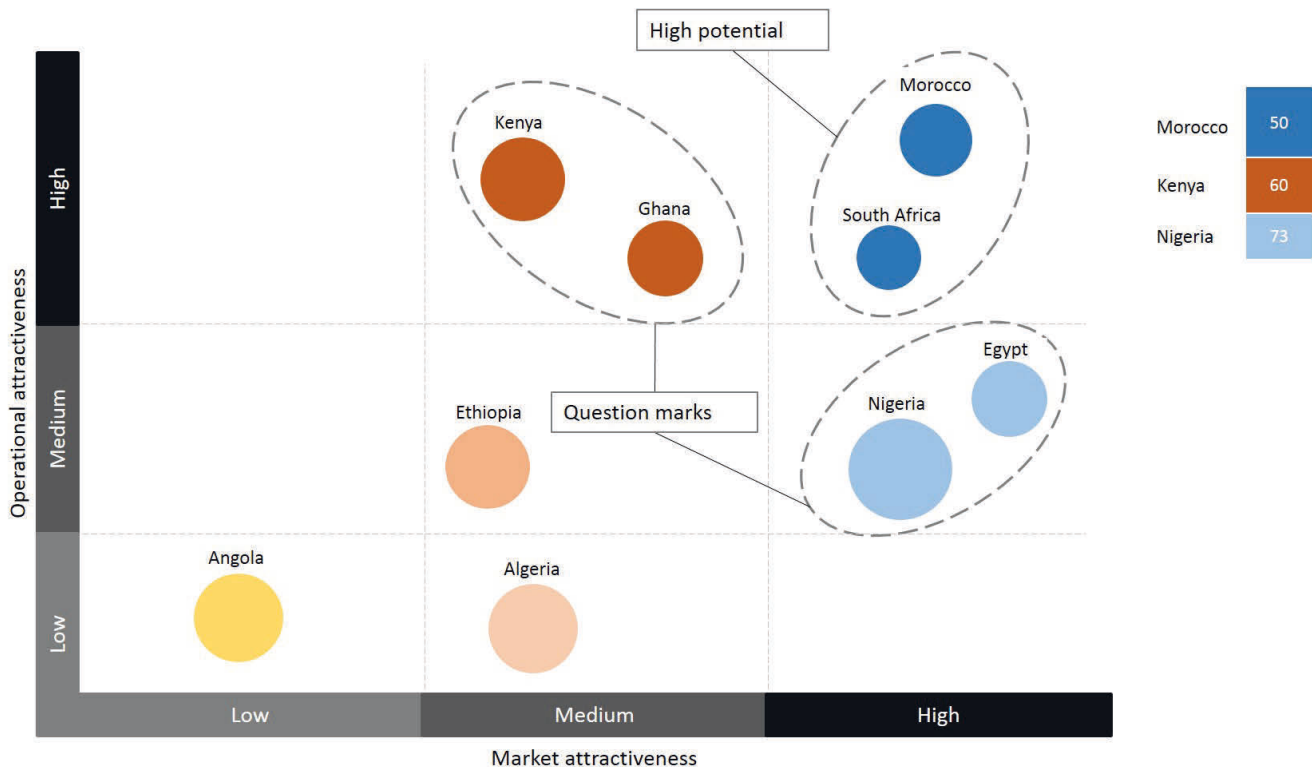 High potential
Morocco
Kenya
Ghana
South Africa
Morocco 50
Kenya 60
Nigeria 73
High
Medium
Low
Operational attractiveness
Egypt
Nigeria
Ethiopia
Question marks
Angola
Algeria
Low
Medium
High
Market attractiveness